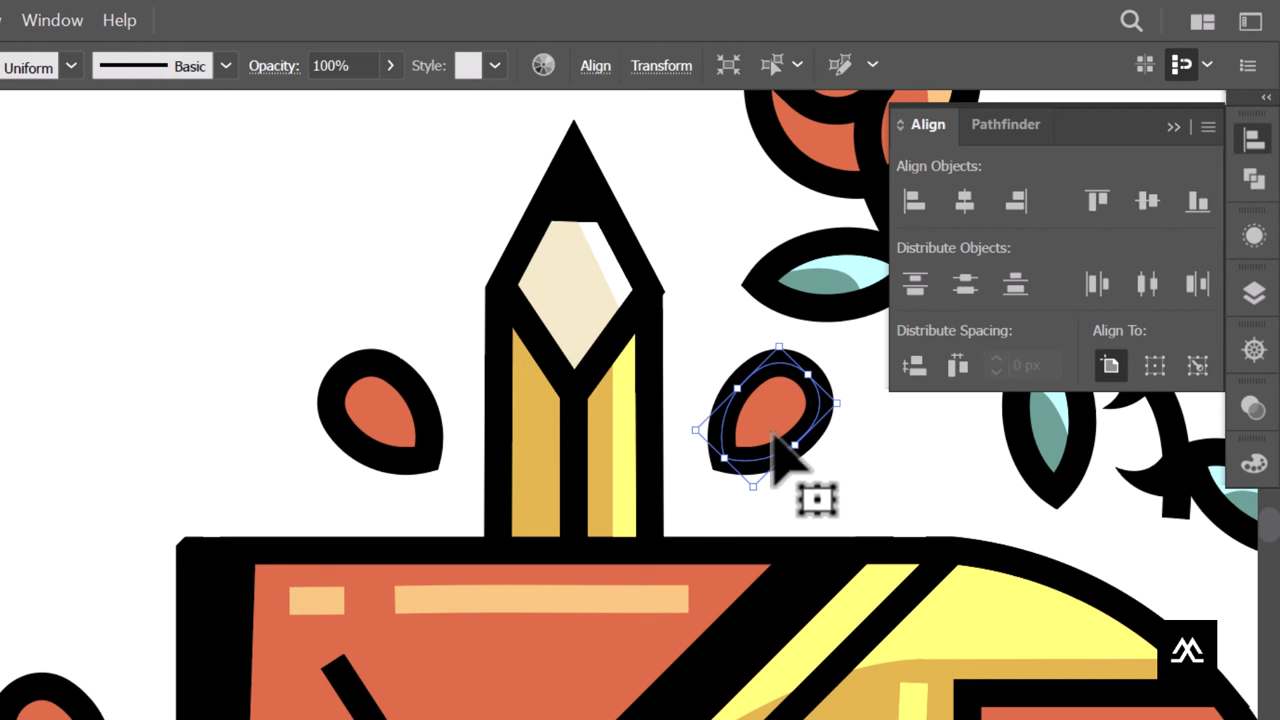 Window Help
Uniform Basic Opacity: 100% Style: Align Transform
Align Pathfinder
Align Objects:
Distribute Objects:
Distribute Spacing: Align To:
0 px